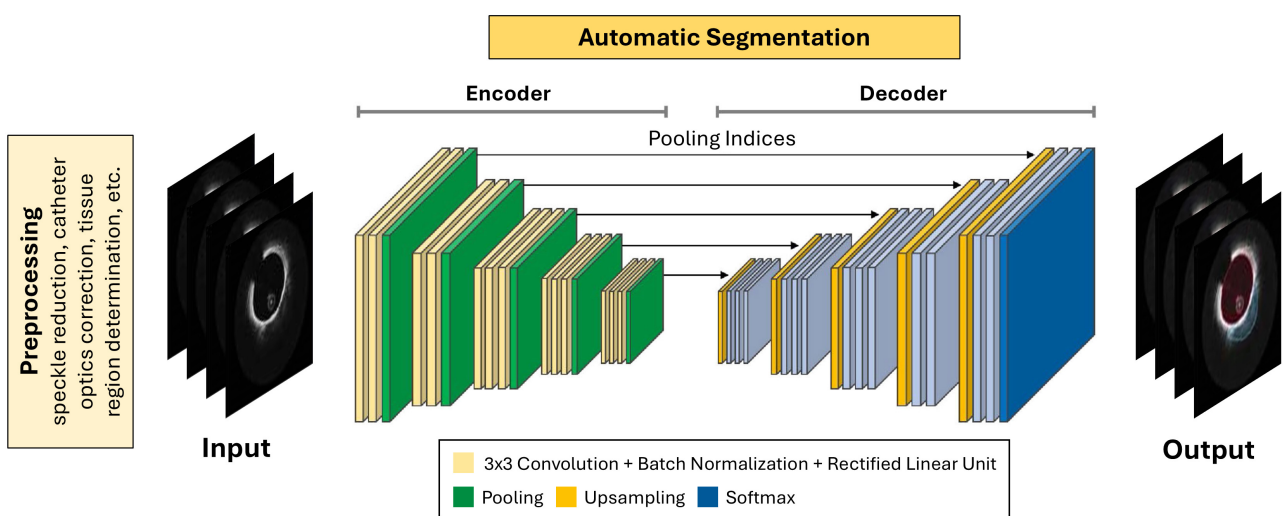 Automatic Segmentation
Encoder
Decoder
Pooling Indices
Preprocessing
speckle reduction, catheter
optics correction, tissue
region determination, etc.
Input
Output
3x3 Convolution + Batch Normalization + Rectified Linear Unit
Pooling
Upsampling
Softmax